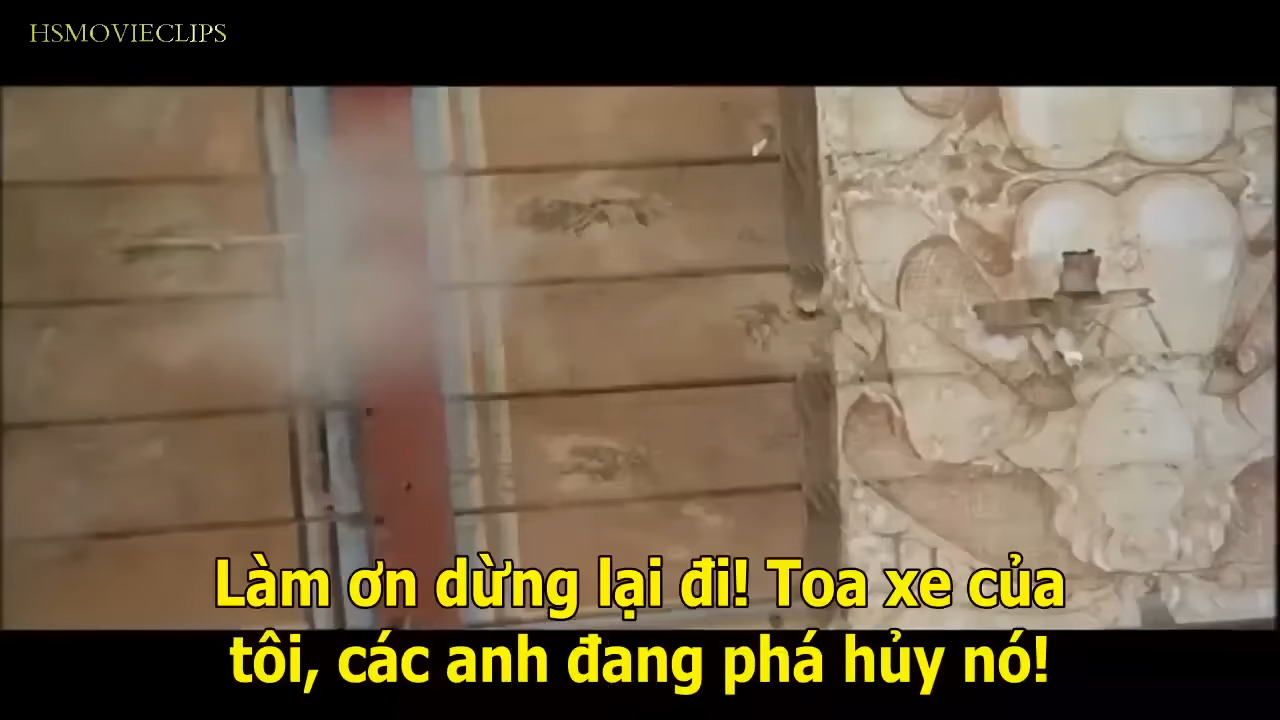 HSMOVIECLIPS
Làm ơn dừng lại đi! Toa xe của
tôi, các anh đang phá hủy nó!